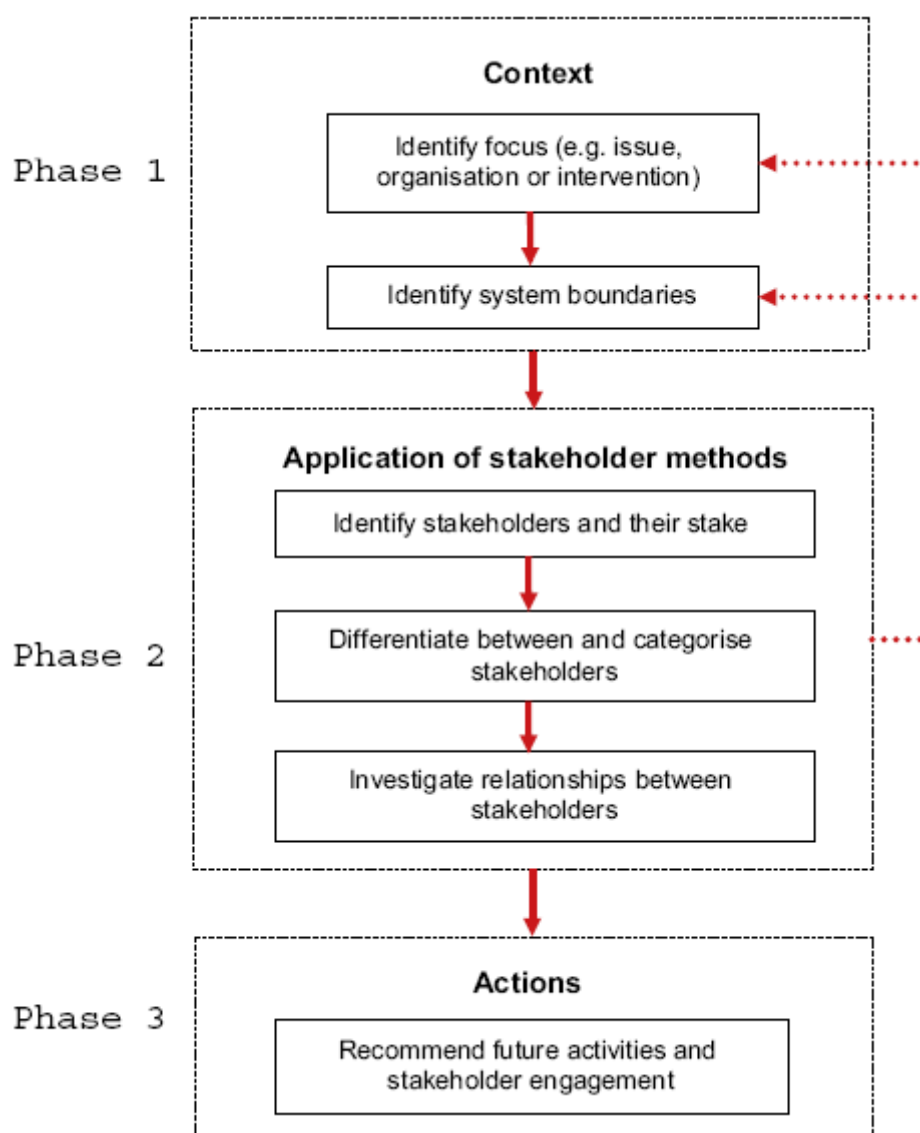 Context
Phase 1
Identify focus (e.g. issue,
organisation or intervention)
Identify system boundaries
Application of stakeholder methods
Identify stakeholders and their stake
Phase 2
Differentiate between and categorise
stakeholders
Investigate relationships between
stakeholders
Actions
Phase 3
Recommend future activities and
stakeholder engagement